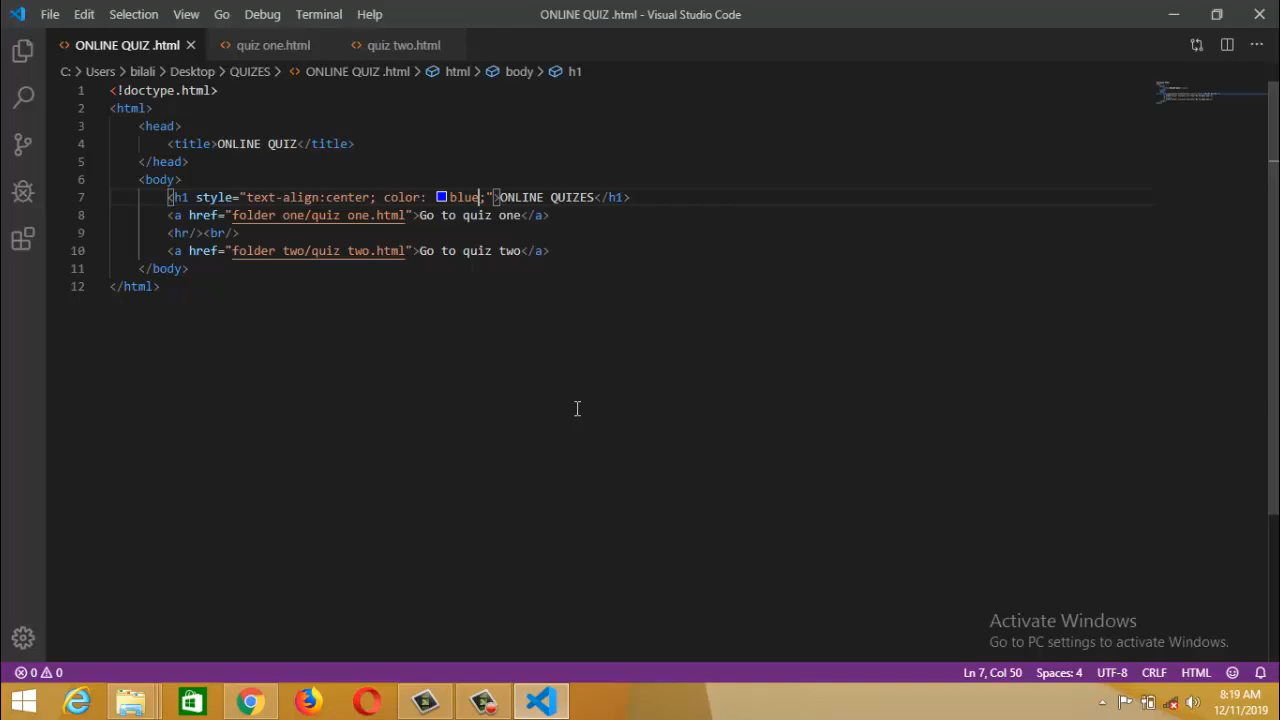 File Edit Selection View Go Debug Terminal Help ONLINE QUIZ .html - Visual Studio Code
ONLINE QUIZ .html quiz one.html quiz two.html
C: > Users > bilali > Desktop > QUIZES > ONLINE QUIZ .html > html > body > h1
1 <!doctype.html>
2 <html>
3 <head>
4 <title>ONLINE QUIZ</title>
5 </head>
6 <body>
7 <h1 style="text-align:center; color: blue;">ONLINE QUIZES</h1>
8 <a href="folder one/quiz one.html">Go to quiz one</a>
9 <hr/><br/>
10 <a href="folder two/quiz two.html">Go to quiz two</a>
11 </body>
12 </html>
Activate Windows
Go to PC settings to activate Windows.
0 0 Ln 7, Col 50 Spaces: 4 UTF-8 CRLF HTML
8:19 AM
12/11/2019